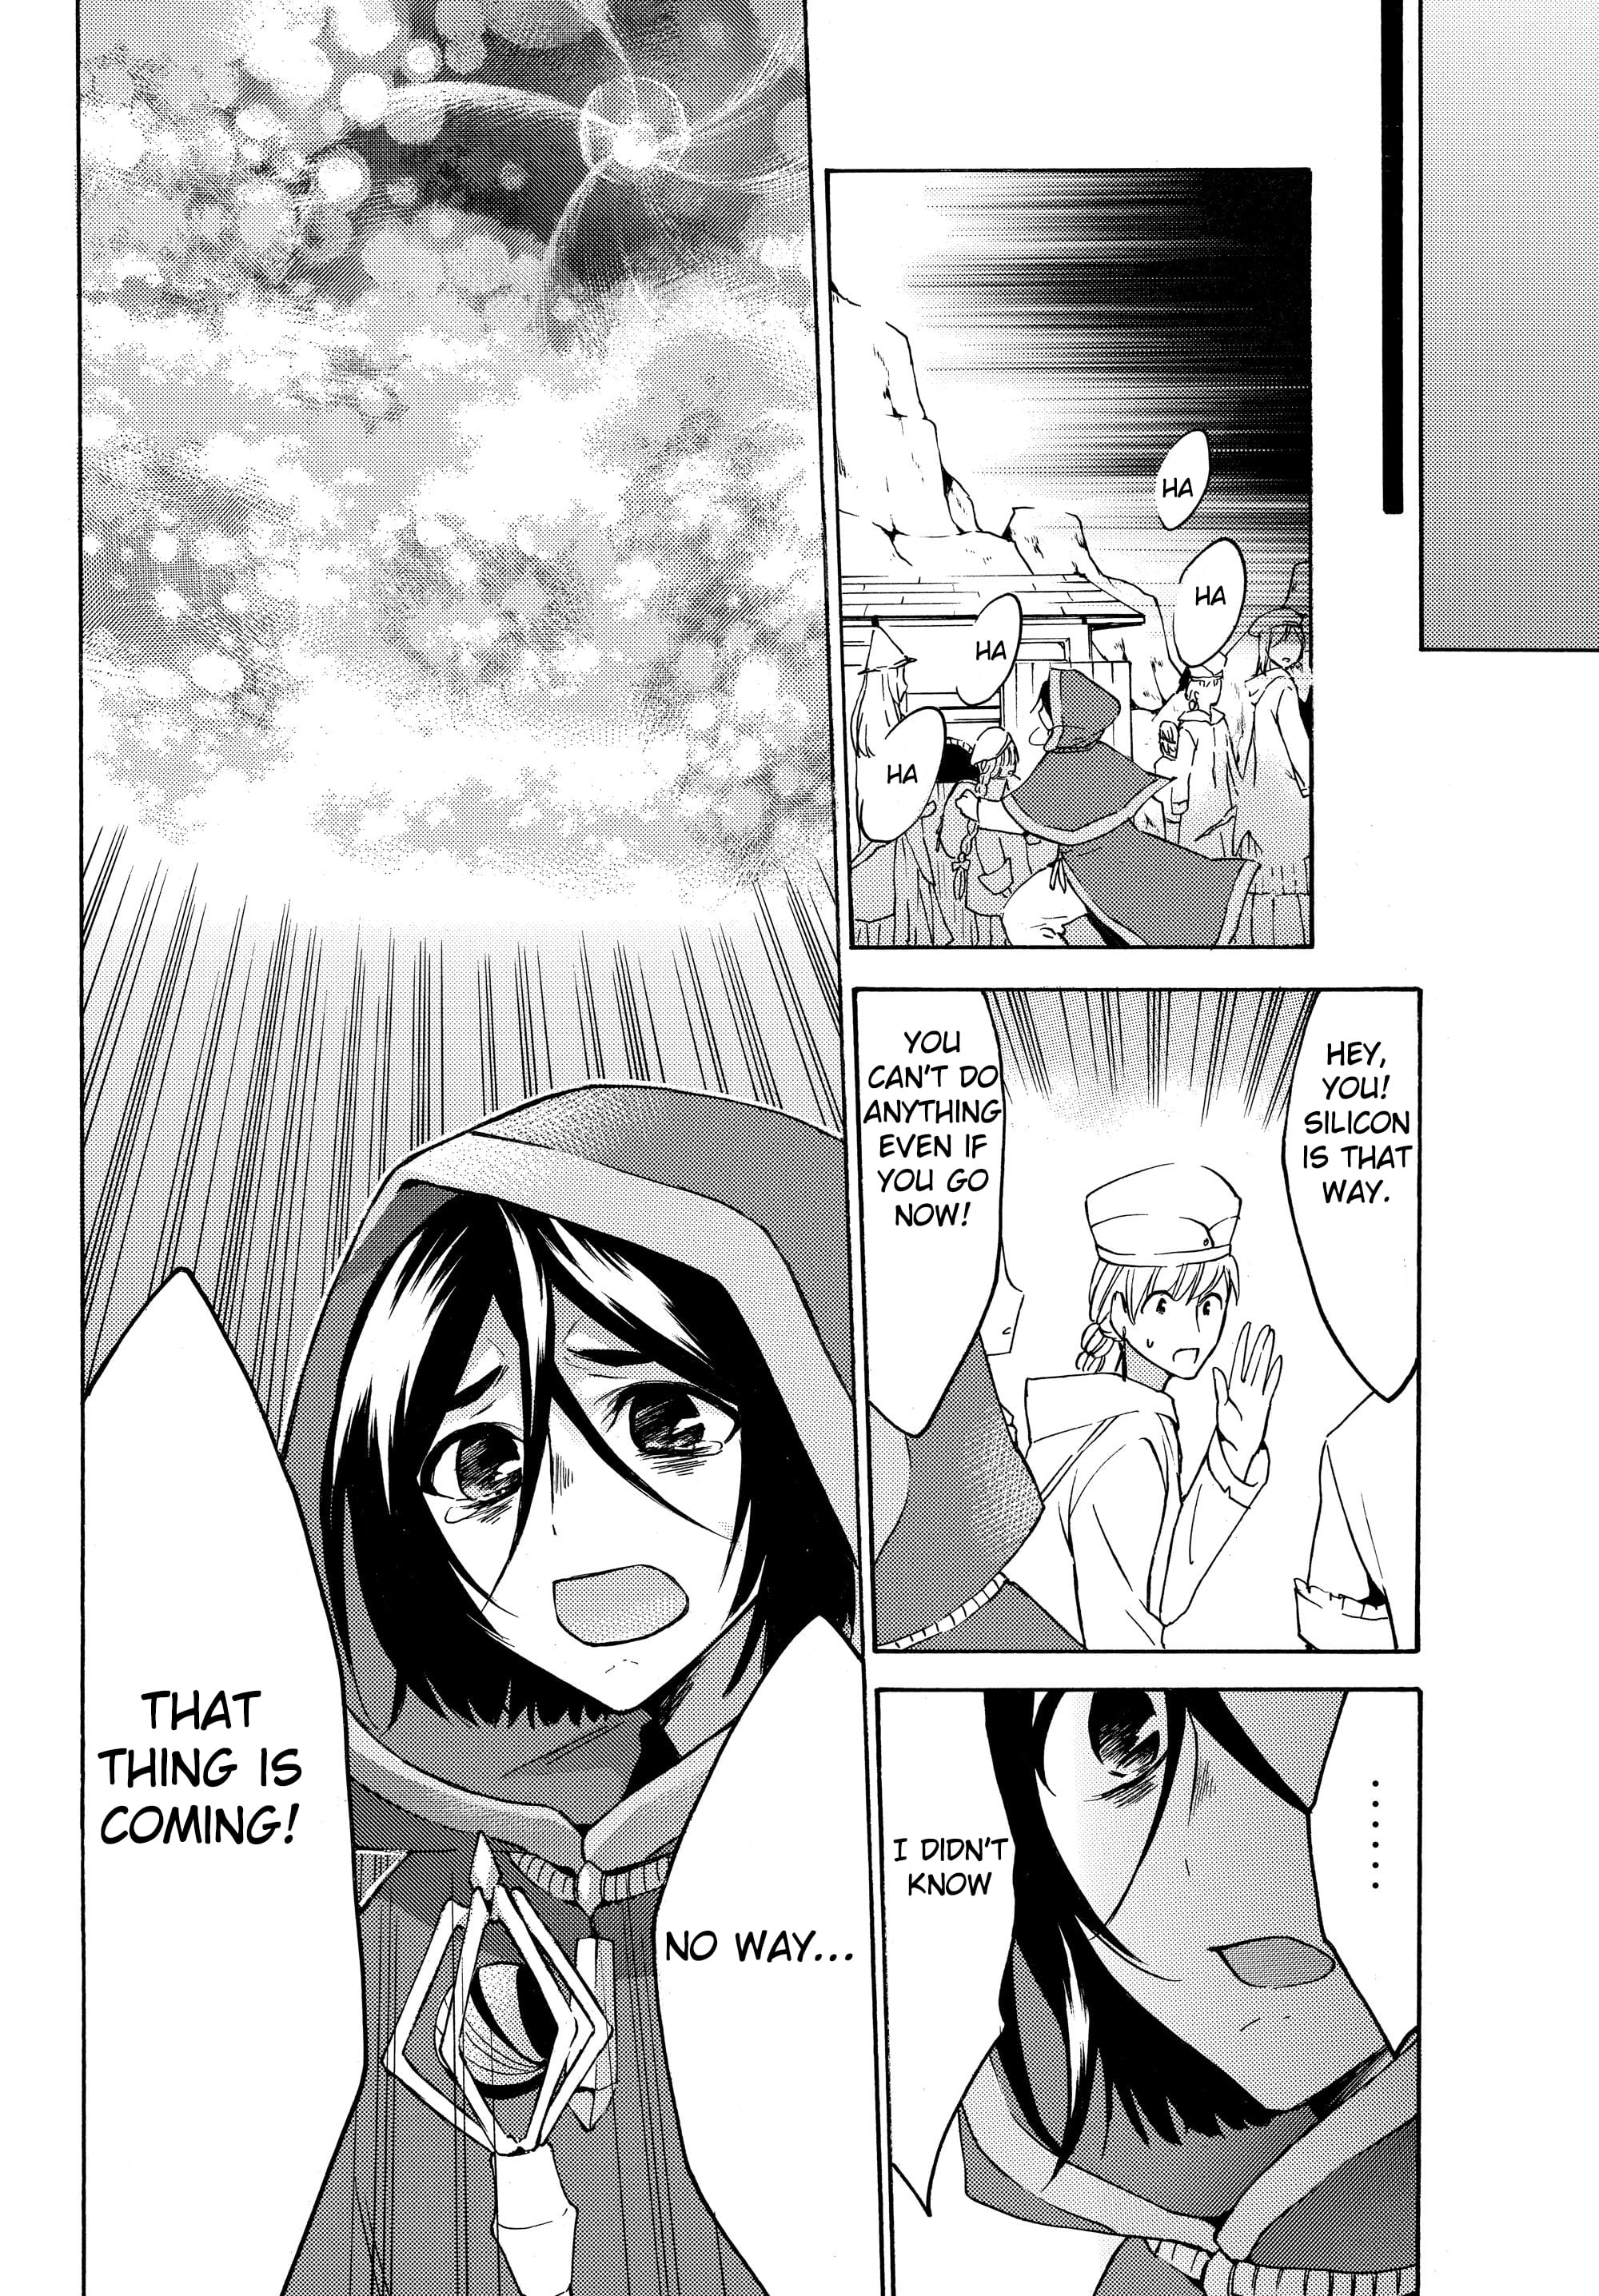 HA
HA
HA
HA
HEY,
YOU!
SILICON
IS THAT
WAY.
YOU
CAN'T DO
ANYTHING
EVEN IF
YOU GO
NOW!
.....
I DIDN'T
KNOW
NO WAY...
THAT
THING IS
COMING!